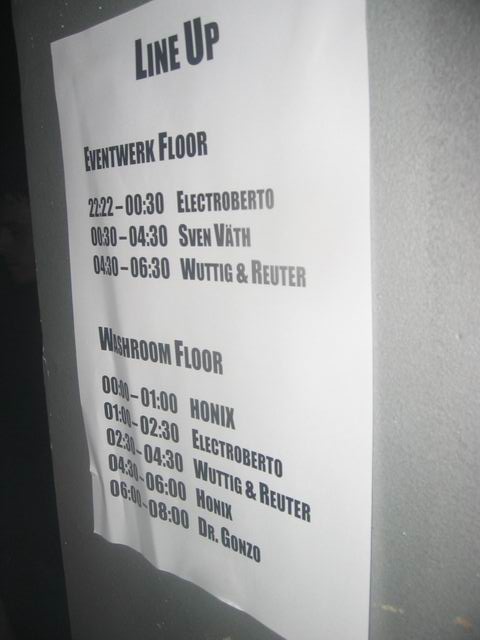 LINE UP
EVENTWERK FLOOR
22:22 – 00:30 ELECTROBERTO
00:30 – 04:30 SVEN VÄTH
04:30 – 06:30 WUTTIG & REUTER
WASHROOM FLOOR
00:00 – 01:00 HONIX
01:00 – 02:30 ELECTROBERTO
02:30 – 04:30 WUTTIG & REUTER
04:30 – 06:00 HONIX
06:00 – 08:00 DR. GONZO